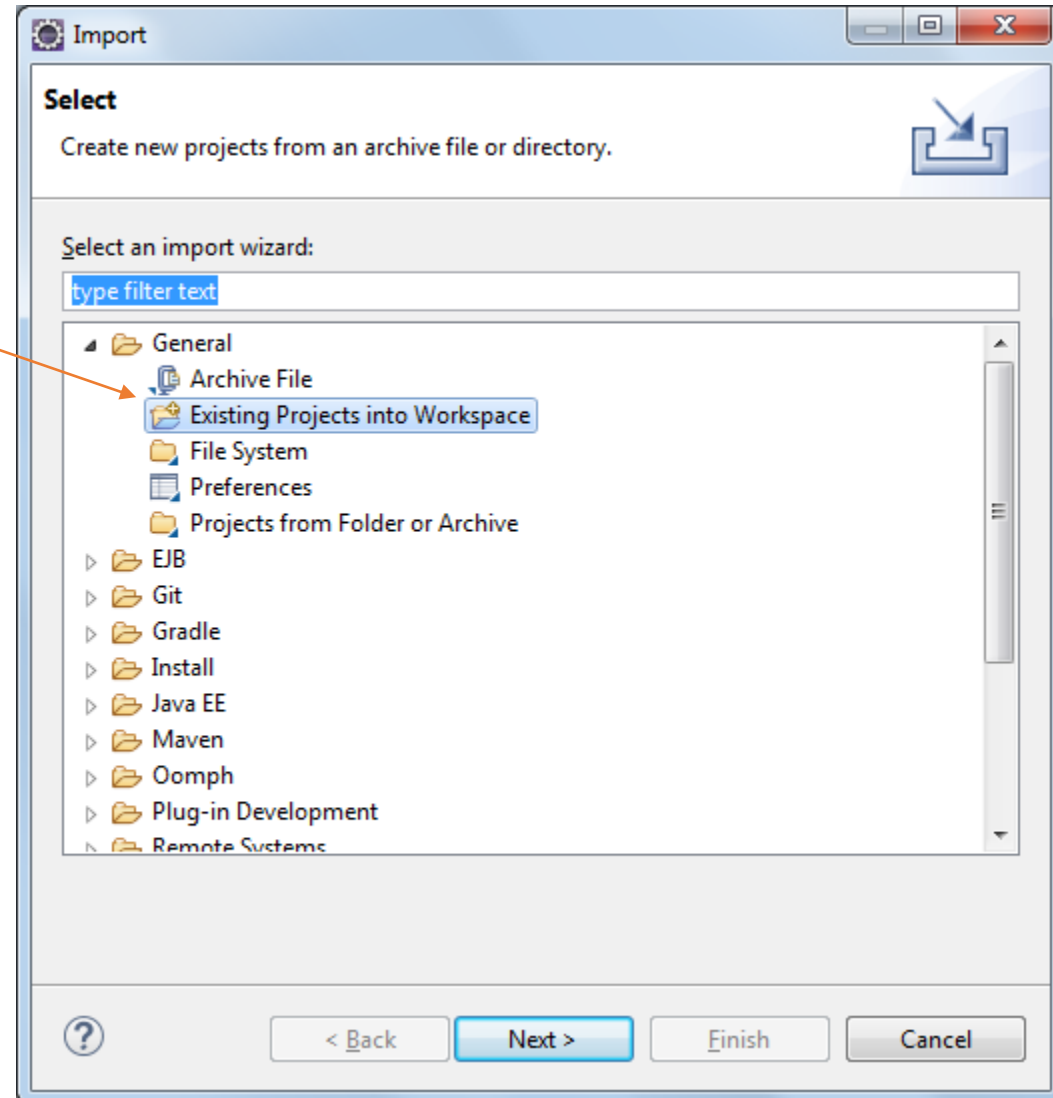 Import
Select
Create new projects from an archive file or directory.
Select an import wizard:
type filter text
General
Archive File
Existing Projects into Workspace
File System
Preferences
Projects from Folder or Archive
EJB
Git
Gradle
Install
Java EE
Maven
Oomph
Plug-in Development
Remote Systems
? < Back Next > Finish Cancel